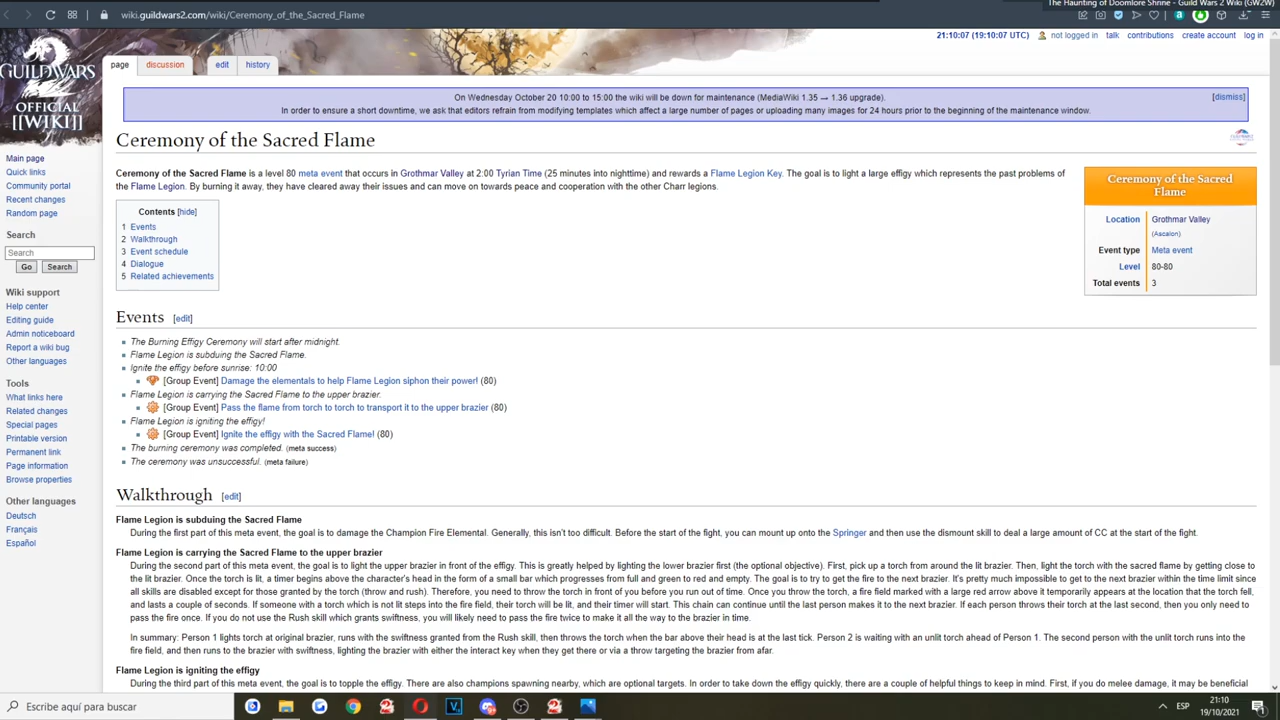 The Haunting of Doomlore Shrine - Guild Wars 2 Wiki (GW2W)
wiki.guildwars2.com/wiki/Ceremony_of_the_Sacred_Flame
21:10:07 (19:10:07 UTC) not logged in talk contributions create account log in
GUILDWARS
OFFICIAL
[[WIKI]]
page discussion edit history
On Wednesday October 20 10:00 to 15:00 the wiki will be down for maintenance (MediaWiki 1.35 → 1.36 upgrade).
[dismiss]
In order to ensure a short downtime, we ask that editors refrain from modifying templates which affect a large number of pages or uploading many images for 24 hours prior to the beginning of the maintenance window.
Main page
Quick links
Community portal
Recent changes
Random page
Search
Search
Go Search
Wiki support
Help center
Editing guide
Admin noticeboard
Report a wiki bug
Other languages
Tools
What links here
Related changes
Special pages
Printable version
Permanent link
Page information
Browse properties
Other languages
Deutsch
Français
Español
Ceremony of the Sacred Flame
Ceremony of the Sacred Flame is a level 80 meta event that occurs in Grothmar Valley at 2:00 Tyrian Time (25 minutes into nighttime) and rewards a Flame Legion Key. The goal is to light a large effigy which represents the past problems of
the Flame Legion. By burning it away, they have cleared away their issues and can move on towards peace and cooperation with the other Charr legions.
Ceremony of the Sacred
Flame
Location Grothmar Valley
(Ascalon)
Event type Meta event
Level 80-80
Total events 3
Contents [hide]
1 Events
2 Walkthrough
3 Event schedule
4 Dialogue
5 Related achievements
Events [edit]
The Burning Effigy Ceremony will start after midnight.
Flame Legion is subduing the Sacred Flame.
Ignite the effigy before sunrise: 10:00
[Group Event] Damage the elementals to help Flame Legion siphon their power! (80)
Flame Legion is carrying the Sacred Flame to the upper brazier.
[Group Event] Pass the flame from torch to torch to transport it to the upper brazier (80)
Flame Legion is igniting the effigy!
[Group Event] Ignite the effigy with the Sacred Flame! (80)
The burning ceremony was completed. (meta success)
The ceremony was unsuccessful. (meta failure)
Walkthrough [edit]
Flame Legion is subduing the Sacred Flame
During the first part of this meta event, the goal is to damage the Champion Fire Elemental. Generally, this isn't too difficult. Before the start of the fight, you can mount up onto the Springer and then use the dismount skill to deal a large amount of CC at the start of the fight.
Flame Legion is carrying the Sacred Flame to the upper brazier
During the second part of this meta event, the goal is to light the upper brazier in front of the effigy. This is greatly helped by lighting the lower brazier first (the optional objective). First, pick up a torch from around the lit brazier. Then, light the torch with the sacred flame by getting close to
the lit brazier. Once the torch is lit, a timer begins above the character's head in the form of a small bar which progresses from full and green to red and empty. The goal is to try to get the fire to the next brazier. It's pretty much impossible to get to the next brazier within the time limit since
all skills are disabled except for those granted by the torch (throw and rush). Therefore, you need to throw the torch in front of you before you run out of time. Once you throw the torch, a fire field marked with a large red arrow above it temporarily appears at the location that the torch fell,
and lasts a couple of seconds. If someone with a torch which is not lit steps into the fire field, their torch will be lit, and their timer will start. This chain can continue until the last person makes it to the next brazier. If each person throws their torch at the last second, then you only need to
pass the fire once. If you do not use the Rush skill which grants swiftness, you will likely need to pass the fire twice to make it all the way to the brazier in time.
In summary: Person 1 lights torch at original brazier, runs with the swiftness granted from the Rush skill, then throws the torch when the bar above their head is at the last tick. Person 2 is waiting with an unlit torch ahead of Person 1. The second person with the unlit torch runs into the
fire field, and then runs to the brazier with swiftness, lighting the brazier with either the interact key when they get there or via a throw targeting the brazier from afar.
Flame Legion is igniting the effigy
During the third part of this meta event, the goal is to topple the effigy. There are also champions spawning nearby, which are optional targets. In order to take down the effigy quickly, there are a couple of helpful things to keep in mind. First, if you do melee damage, it may be beneficial
Escribe aquí para buscar
ESP
21:10
19/10/2021